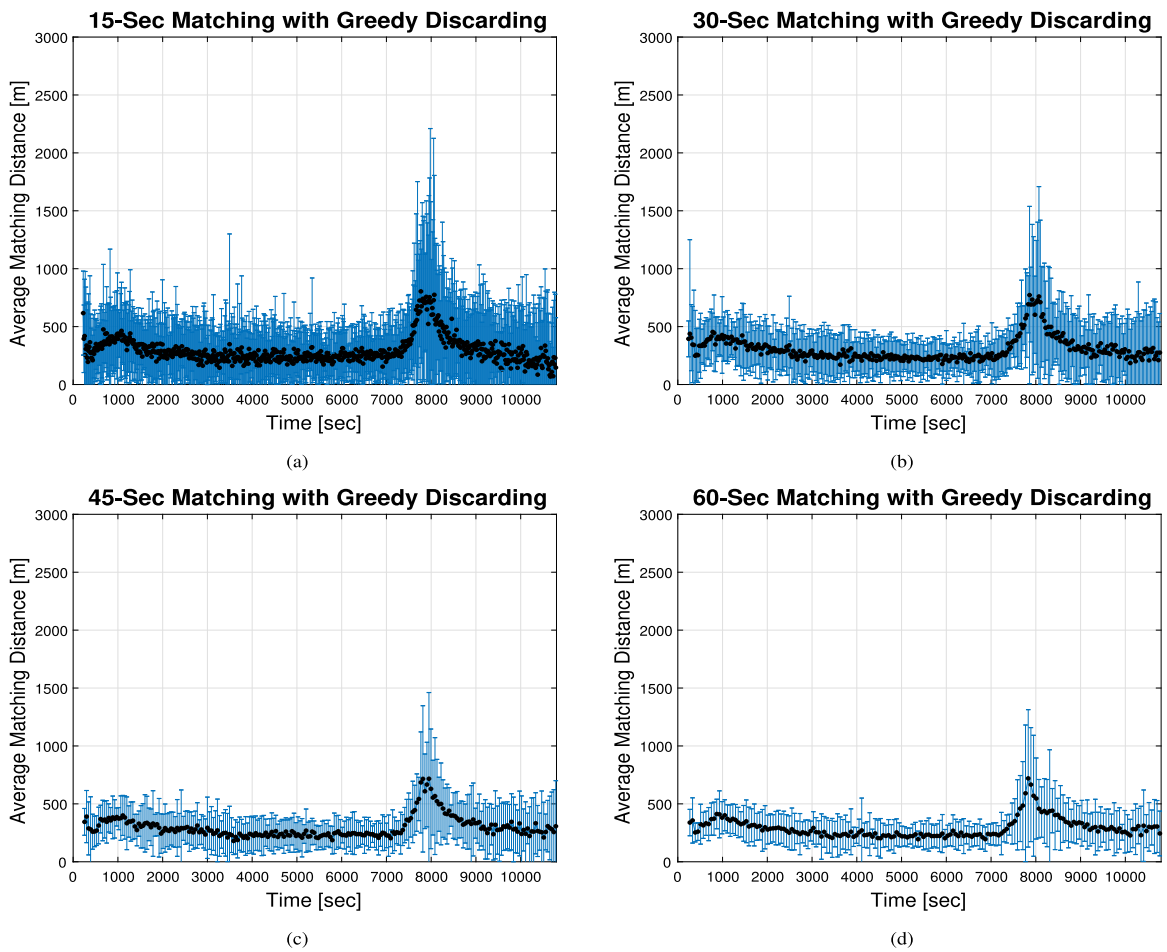 15-Sec Matching with Greedy Discarding
Average Matching Distance [m]
3000
2500
2000
1500
1000
500
0
0 1000 2000 3000 4000 5000 6000 7000 8000 9000 10000
Time [sec]
(a)
30-Sec Matching with Greedy Discarding
Average Matching Distance [m]
3000
2500
2000
1500
1000
500
0
0 1000 2000 3000 4000 5000 6000 7000 8000 9000 10000
Time [sec]
(b)
45-Sec Matching with Greedy Discarding
Average Matching Distance [m]
3000
2500
2000
1500
1000
500
0
0 1000 2000 3000 4000 5000 6000 7000 8000 9000 10000
Time [sec]
(c)
60-Sec Matching with Greedy Discarding
Average Matching Distance [m]
3000
2500
2000
1500
1000
500
0
0 1000 2000 3000 4000 5000 6000 7000 8000 9000 10000
Time [sec]
(d)